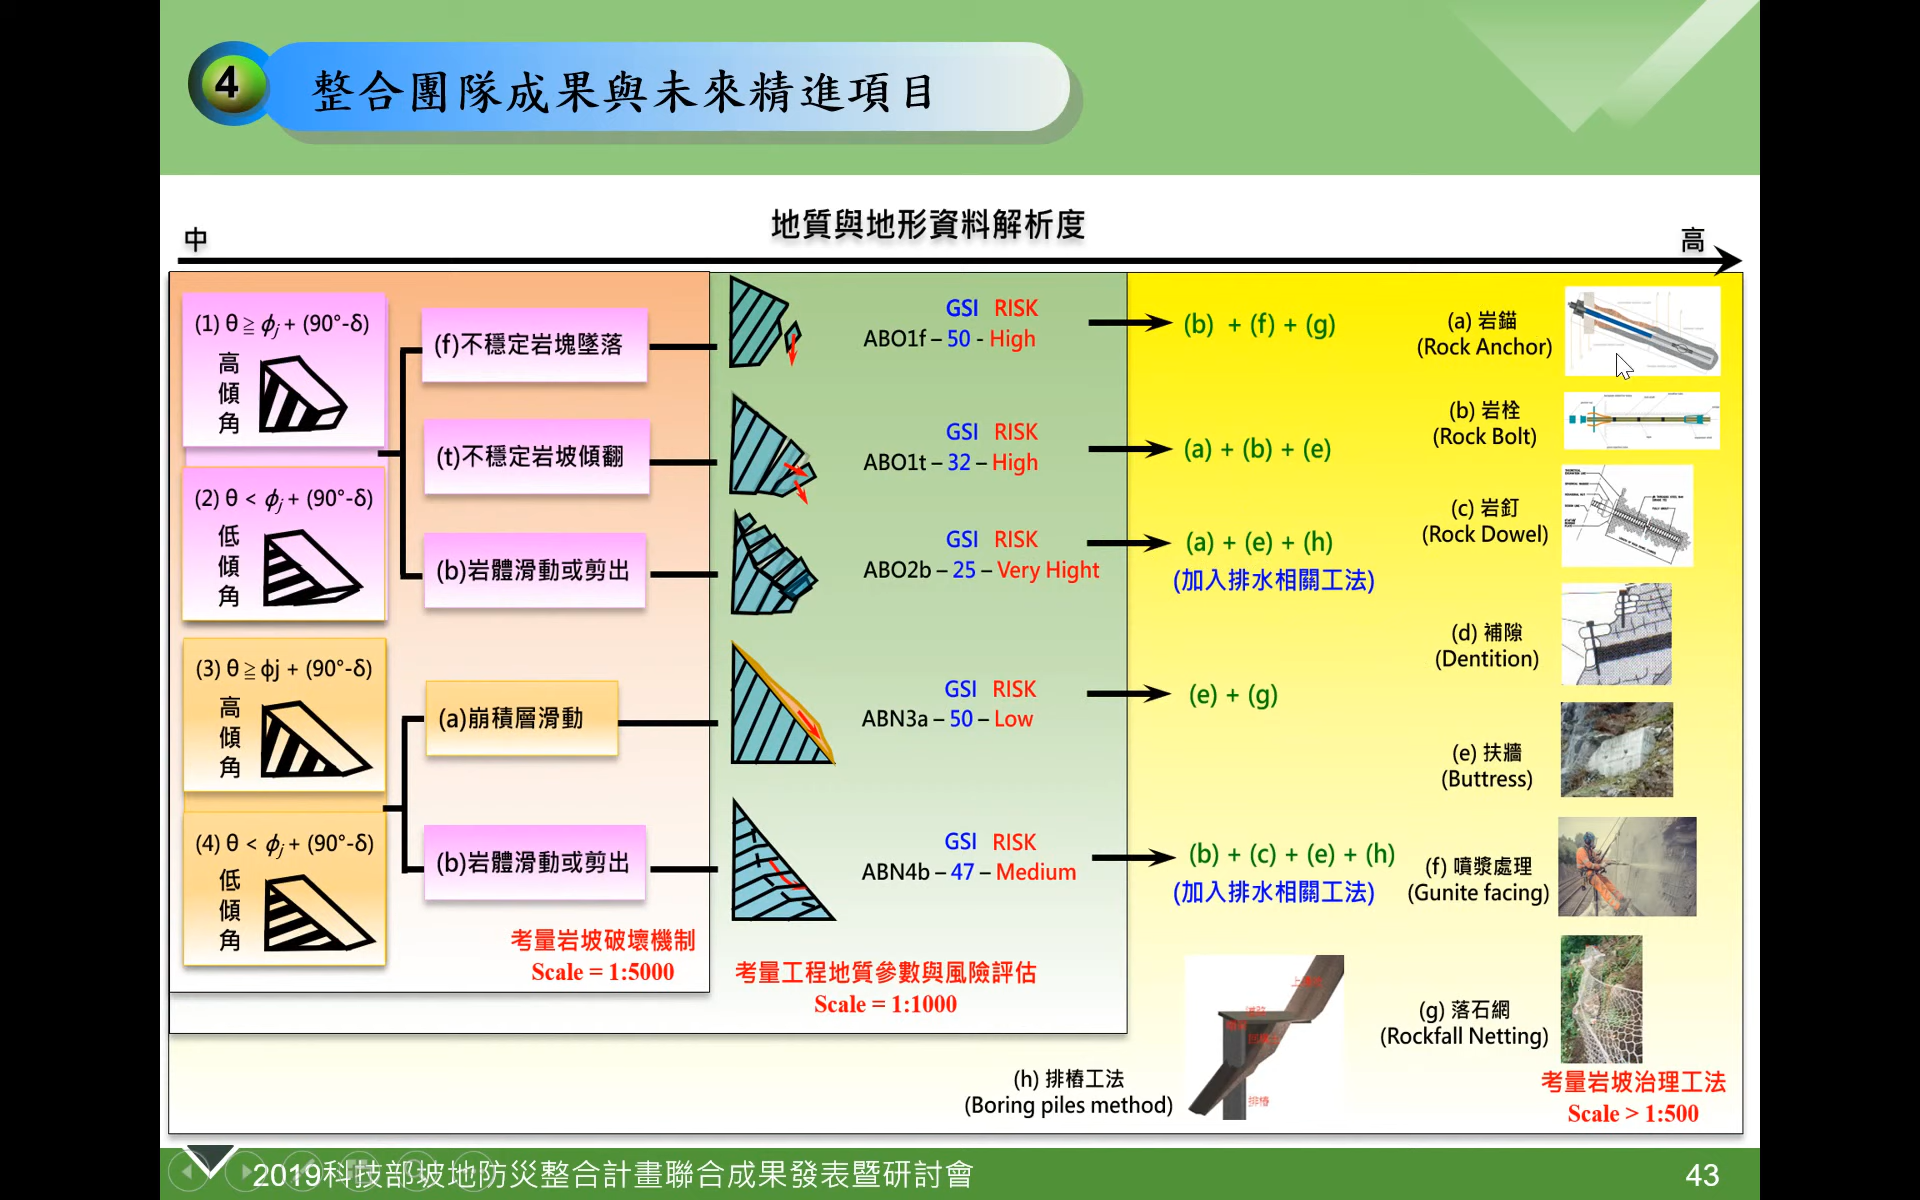 4
整合團隊成果與未來精進項目
地質與地形資料解析度
中
高
(1) θ ≧ ϕj + (90°-δ)
高傾角
(2) θ < ϕj + (90°-δ)
低傾角
(3) θ ≧ ϕj + (90°-δ)
高傾角
(4) θ < ϕj + (90°-δ)
低傾角
(f)不穩定岩塊墜落
(t)不穩定岩坡傾翻
(b)岩體滑動或剪出
(a)崩積層滑動
(b)岩體滑動或剪出
考量岩坡破壞機制
Scale = 1:5000
GSI RISK
ABO1f – 50 - High
GSI RISK
ABO1t – 32 – High
GSI RISK
ABO2b – 25 – Very Hight
GSI RISK
ABN3a – 50 – Low
GSI RISK
ABN4b – 47 – Medium
考量工程地質參數與風險評估
Scale = 1:1000
(b) + (f) + (g)
(a) + (b) + (e)
(a) + (e) + (h)
(加入排水相關工法)
(e) + (g)
(b) + (c) + (e) + (h)
(加入排水相關工法)
(a) 岩錨
(Rock Anchor)
(b) 岩栓
(Rock Bolt)
(c) 岩釘
(Rock Dowel)
(d) 補隙
(Dentition)
(e) 扶牆
(Buttress)
(f) 噴漿處理
(Gunite facing)
(g) 落石網
(Rockfall Netting)
(h) 排樁工法
(Boring piles method)
排樁
考量岩坡治理工法
Scale > 1:500
2019科技部坡地防災整合計畫聯合成果發表暨研討會
43